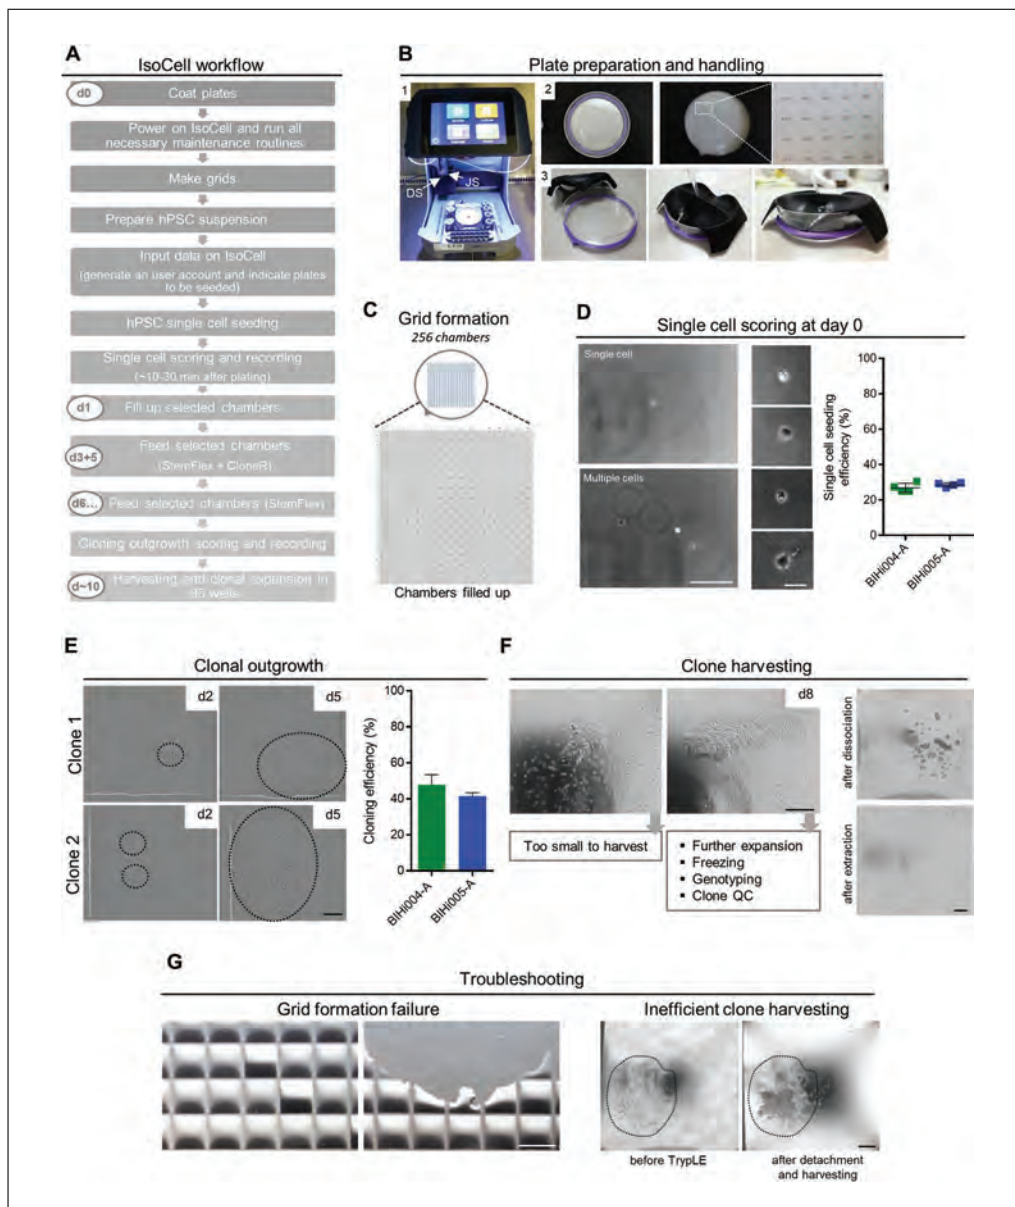 A
IsoCell workflow
d0
Coat plates
Power on IsoCell and run all
necessary maintenance routines
Make grids
Prepare hPSC suspension
Input data on IsoCell
(generate an user account and indicate plates
to be seeded)
hPSC single cell seeding
Single cell scoring and recording
(~10-30 min after plating)
d1
Fill up selected chambers
d3+5
Feed selected chambers
(StemFlex + CloneR)
d6...
Feed selected chambers (StemFlex)
Cloning outgrowth scoring and recording
d~10
Harvesting and clonal expansion in
96 wells
B
Plate preparation and handling
1
DS
JS
2
3
C
Grid formation
256 chambers
Chambers filled up
D
Single cell scoring at day 0
Single cell
Multiple cells
Single cell seeding
efficiency (%)
100
80
60
40
20
0
BIHi004-A
BIHi005-A
E
Clonal outgrowth
Clone 1
d2
d5
Clone 2
d2
d5
Cloning efficiency (%)
100
80
60
40
20
0
BIHi004-A
BIHi005-A
F
Clone harvesting
d8
Too small to harvest
▪ Further expansion
▪ Freezing
▪ Genotyping
▪ Clone QC
after dissociation
after extraction
G
Troubleshooting
Grid formation failure
Inefficient clone harvesting
before TrypLE
after detachment
and harvesting